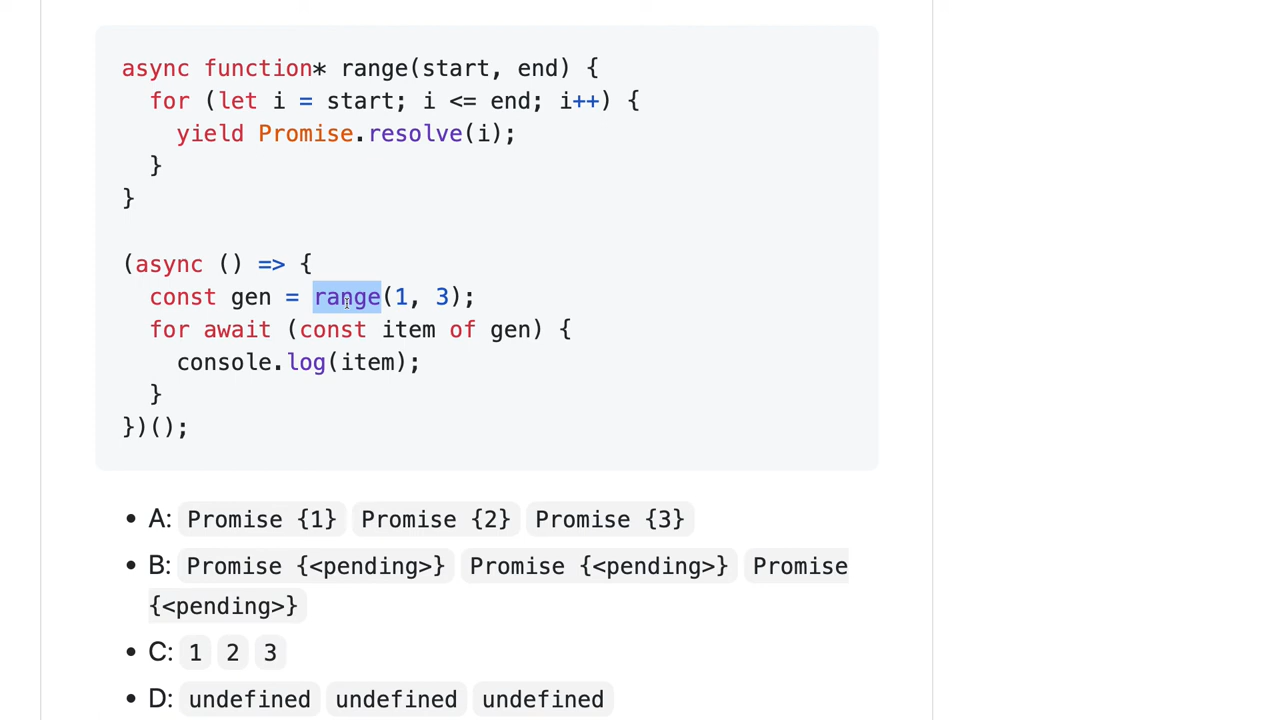 async function* range(start, end) {
  for (let i = start; i <= end; i++) {
    yield Promise.resolve(i);
  }
}

(async () => {
  const gen = range(1, 3);
  for await (const item of gen) {
    console.log(item);
  }
})();
• A: Promise {1} Promise {2} Promise {3}
• B: Promise {<pending>} Promise {<pending>} Promise
{<pending>}
• C: 1 2 3
• D: undefined undefined undefined